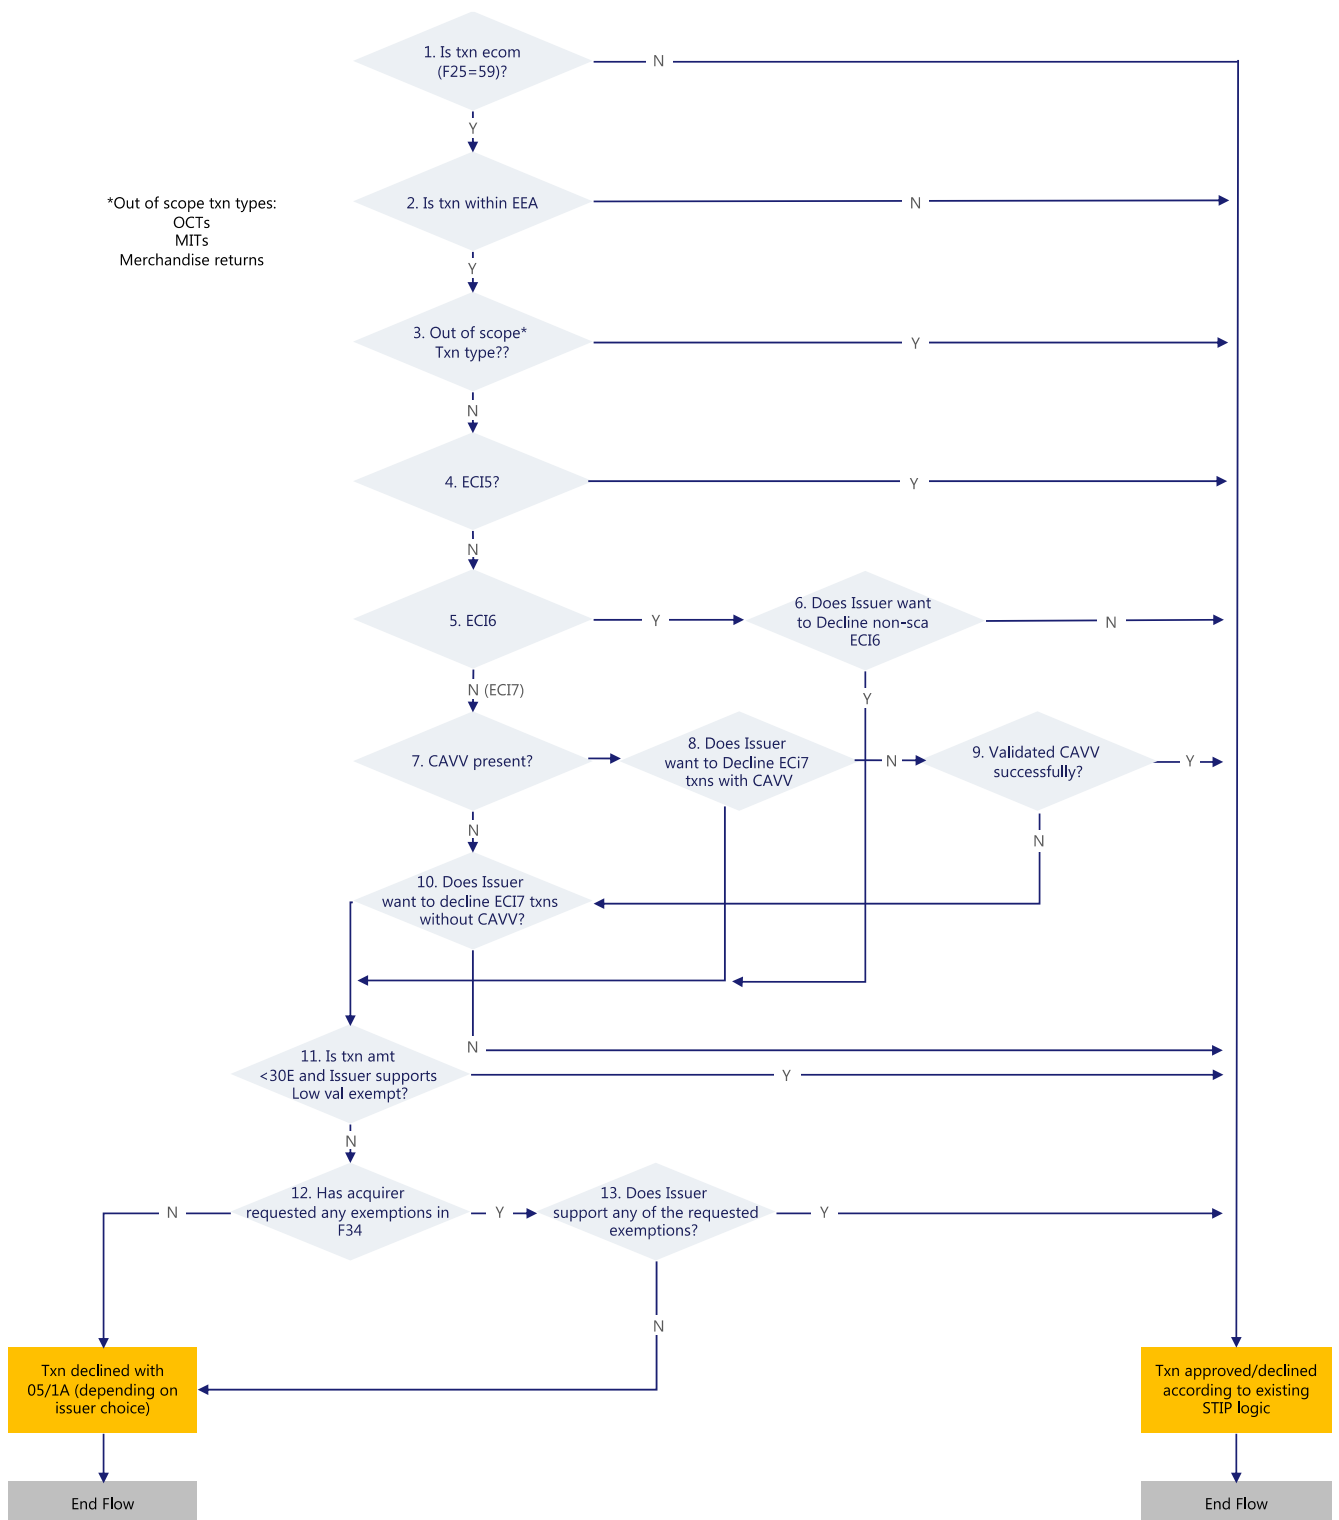 1. Is txn ecom
(F25=59)?
N
Y
*Out of scope txn types:
OCTs
MITs
Merchandise returns
2. Is txn within EEA
N
Y
3. Out of scope*
Txn type??
Y
N
4. ECI5?
Y
N
5. ECI6
Y
6. Does Issuer want
to Decline non-sca
ECI6
N
N (ECI7)
Y
7. CAVV present?
8. Does Issuer
want to Decline ECi7
txns with CAVV
N
9. Validated CAVV
successfully?
Y
N
N
10. Does Issuer
want to decline ECI7 txns
without CAVV?
N
11. Is txn amt
<30E and Issuer supports
Low val exempt?
Y
N
12. Has acquirer
requested any exemptions in
F34
N
Y
13. Does Issuer
support any of the requested
exemptions?
Y
N
Txn declined with
05/1A (depending on
issuer choice)
Txn approved/declined
according to existing
STIP logic
End Flow
End Flow